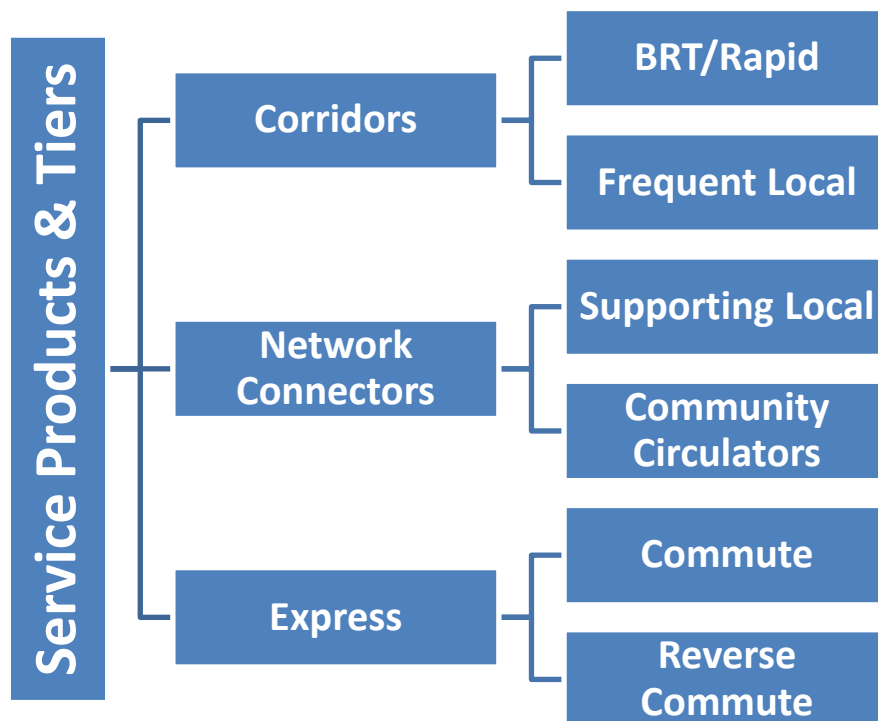 Service Products & Tiers
Corridors
BRT/Rapid
Frequent Local
Network
Connectors
Supporting Local
Community
Circulators
Express
Commute
Reverse
Commute